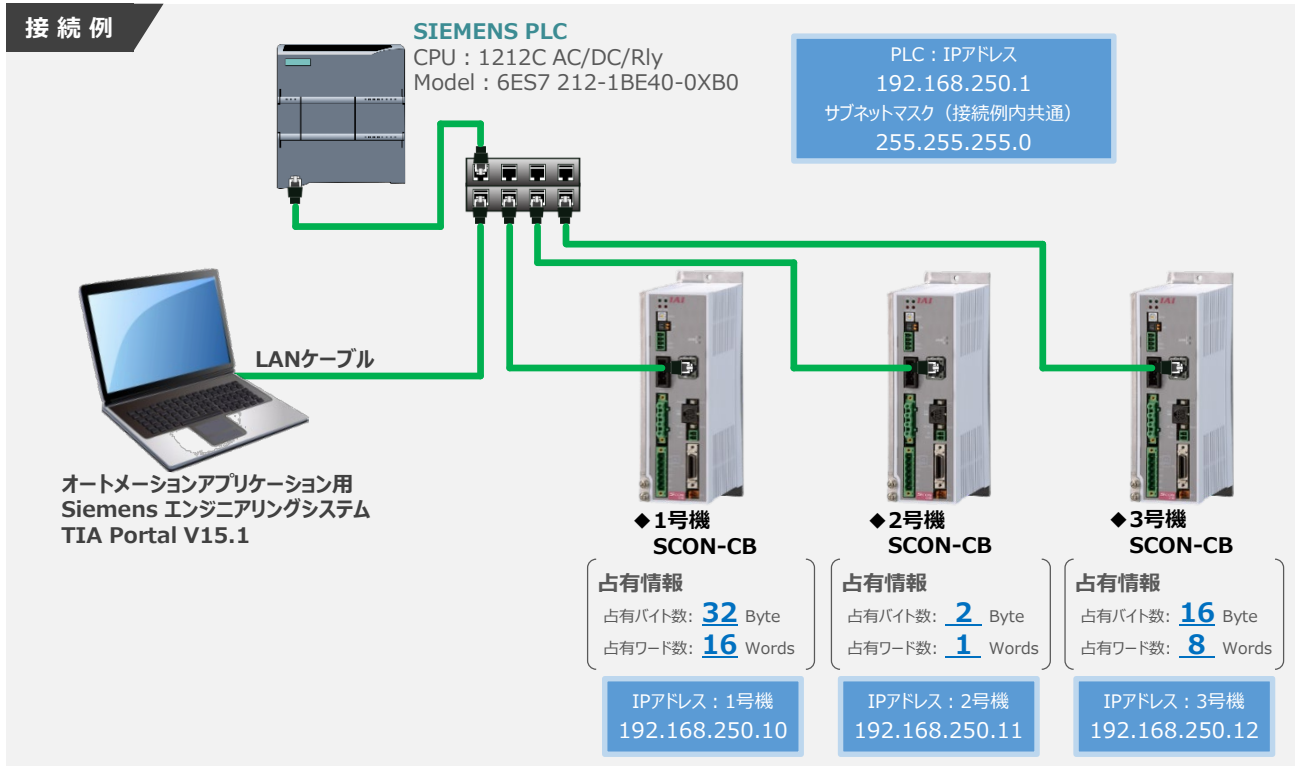 接 続 例
SIEMENS PLC
CPU : 1212C AC/DC/Rly
Model : 6ES7 212-1BE40-0XB0
PLC : IPアドレス
192.168.250.1
サブネットマスク（接続例内共通）
255.255.255.0
LANケーブル
オートメーションアプリケーション用
Siemens エンジニアリングシステム
TIA Portal V15.1
IAI
IAI
IAI
◆1号機
SCON-CB
占有情報
占有バイト数: 32 Byte
占有ワード数: 16 Words
IPアドレス : 1号機
192.168.250.10
◆2号機
SCON-CB
占有情報
占有バイト数: 2 Byte
占有ワード数: 1 Words
IPアドレス : 2号機
192.168.250.11
◆3号機
SCON-CB
占有情報
占有バイト数: 16 Byte
占有ワード数: 8 Words
IPアドレス : 3号機
192.168.250.12